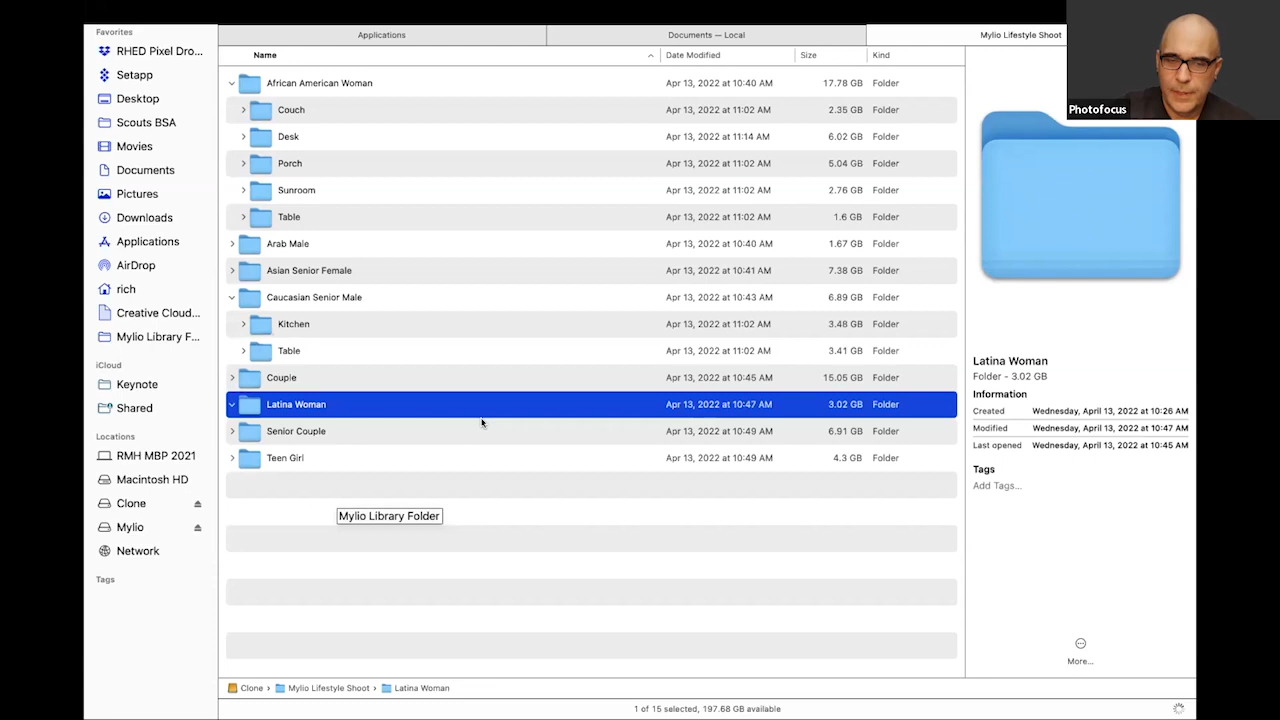 Favorites
RHED Pixel Dro...
Setapp
Desktop
Scouts BSA
Movies
Documents
Pictures
Downloads
Applications
AirDrop
rich
Creative Cloud...
Mylio Library F...
iCloud
Keynote
Shared
Locations
RMH MBP 2021
Macintosh HD
Clone
Mylio
Network
Tags
Applications Documents — Local Mylio Lifestyle Shoot
Name Date Modified Size Kind
African American Woman Apr 13, 2022 at 10:40 AM 17.78 GB Folder
Couch Apr 13, 2022 at 11:02 AM 2.35 GB Folder
Desk Apr 13, 2022 at 11:14 AM 6.02 GB Folder
Porch Apr 13, 2022 at 11:02 AM 5.04 GB Folder
Sunroom Apr 13, 2022 at 11:02 AM 2.76 GB Folder
Table Apr 13, 2022 at 11:02 AM 1.6 GB Folder
Arab Male Apr 13, 2022 at 10:40 AM 1.67 GB Folder
Asian Senior Female Apr 13, 2022 at 10:41 AM 7.38 GB Folder
Caucasian Senior Male Apr 13, 2022 at 10:43 AM 6.89 GB Folder
Kitchen Apr 13, 2022 at 11:02 AM 3.48 GB Folder
Table Apr 13, 2022 at 11:02 AM 3.41 GB Folder
Couple Apr 13, 2022 at 10:45 AM 15.05 GB Folder
Latina Woman Apr 13, 2022 at 10:47 AM 3.02 GB Folder
Senior Couple Apr 13, 2022 at 10:49 AM 6.91 GB Folder
Teen Girl Apr 13, 2022 at 10:49 AM 4.3 GB Folder
Mylio Library Folder
Clone › Mylio Lifestyle Shoot › Latina Woman
1 of 15 selected, 197.68 GB available
Photofocus
Latina Woman
Folder - 3.02 GB
Information
Created Wednesday, April 13, 2022 at 10:26 AM
Modified Wednesday, April 13, 2022 at 10:47 AM
Last opened Wednesday, April 13, 2022 at 10:45 AM
Tags
Add Tags...
More...